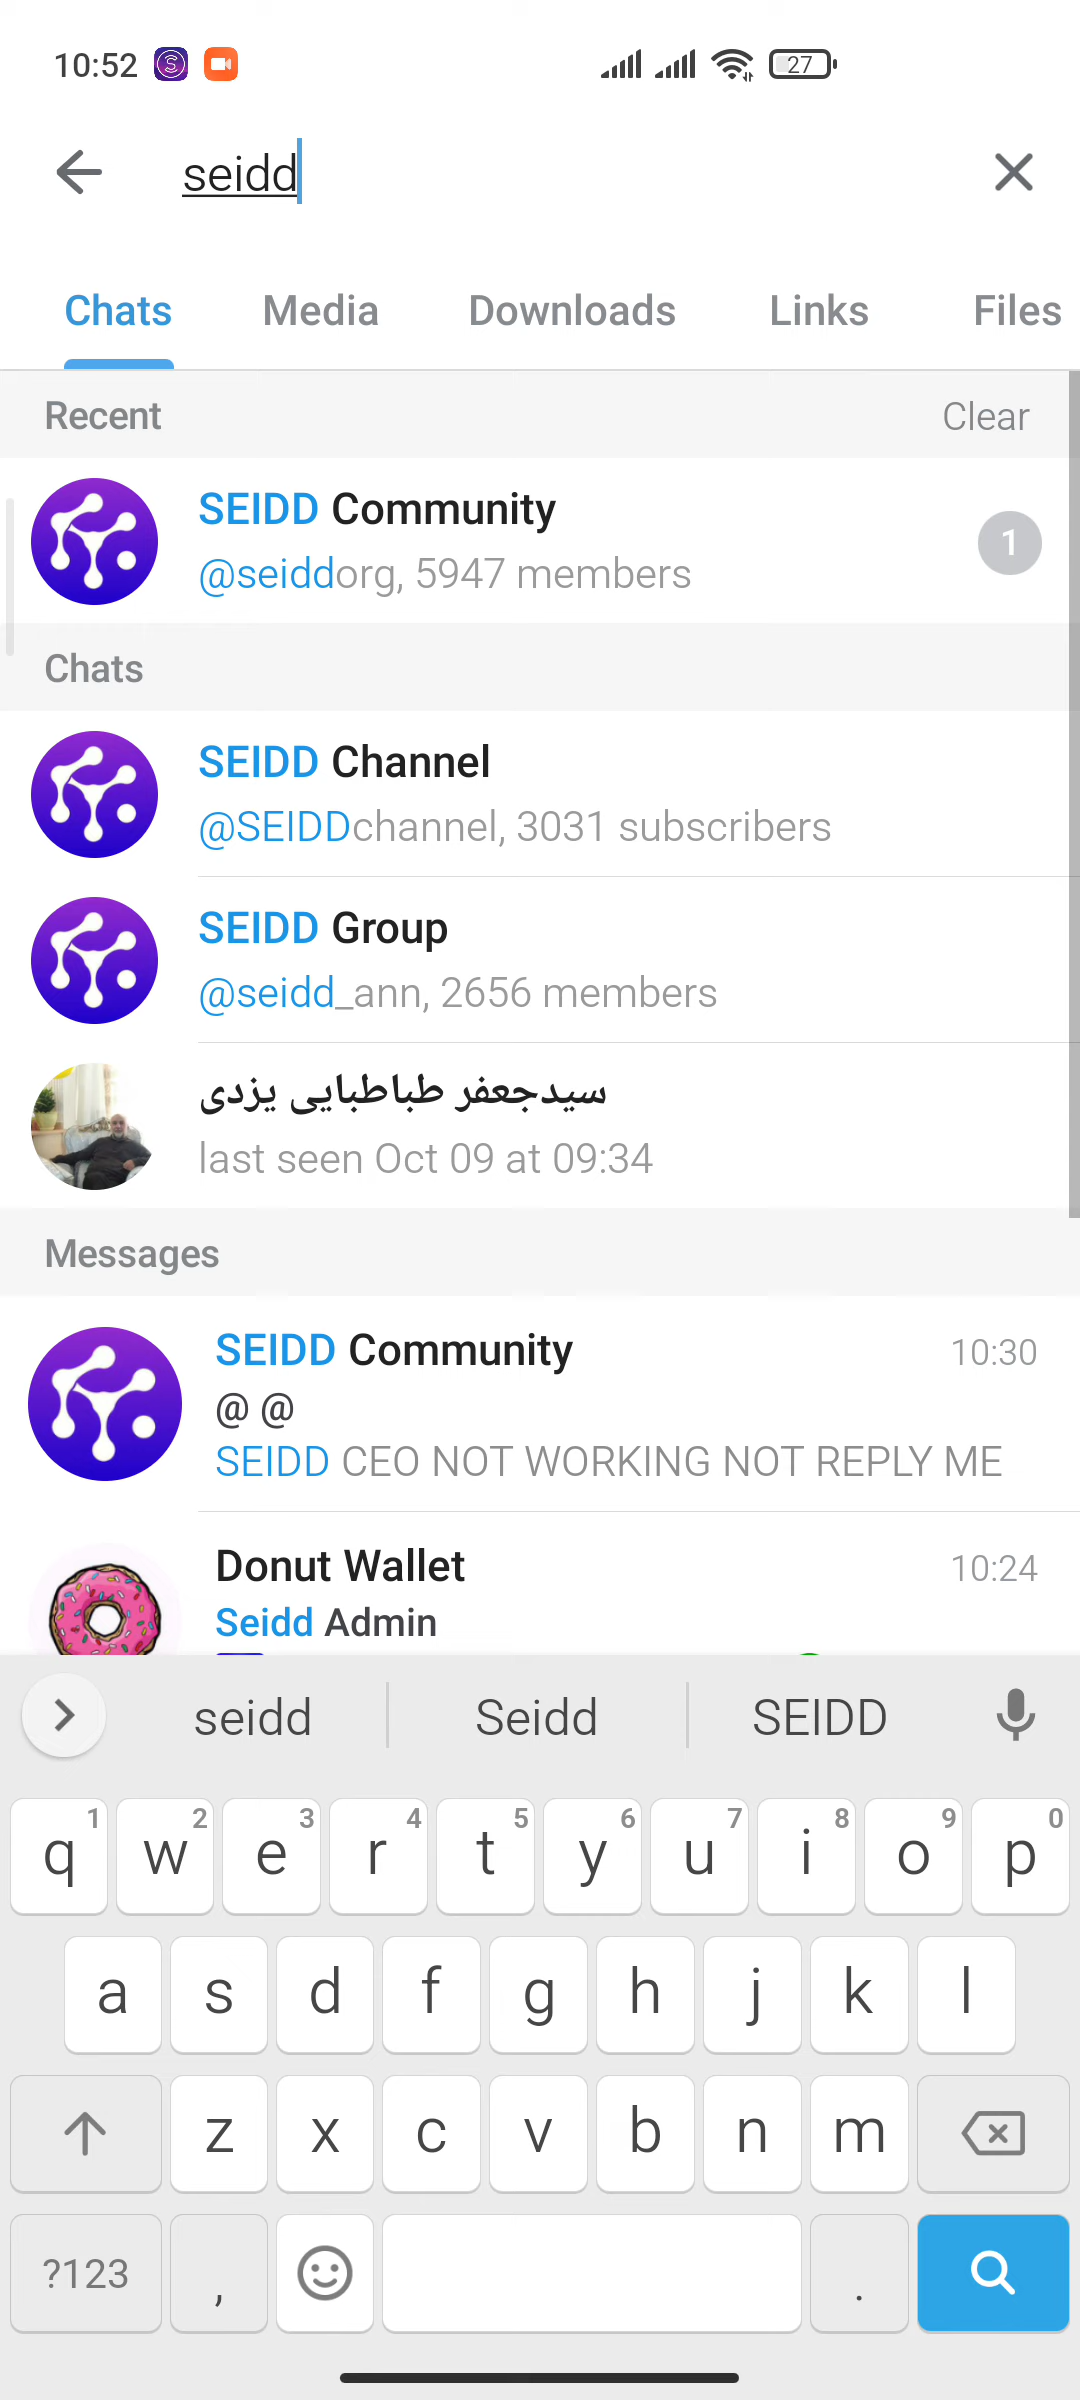 10:52
27
seidd
Chats Media Downloads Links Files
Recent Clear
SEIDD Community
@seiddorg, 5947 members
1
Chats
SEIDD Channel
@SEIDDchannel, 3031 subscribers
SEIDD Group
@seidd_ann, 2656 members
سیدجعفر طباطبایی یزدی
last seen Oct 09 at 09:34
Messages
SEIDD Community 10:30
@ @
SEIDD CEO NOT WORKING NOT REPLY ME
Donut Wallet 10:24
Seidd Admin
seidd Seidd SEIDD
1 2 3 4 5 6 7 8 9 0
q w e r t y u i o p
a s d f g h j k l
z x c v b n m
?123 , .